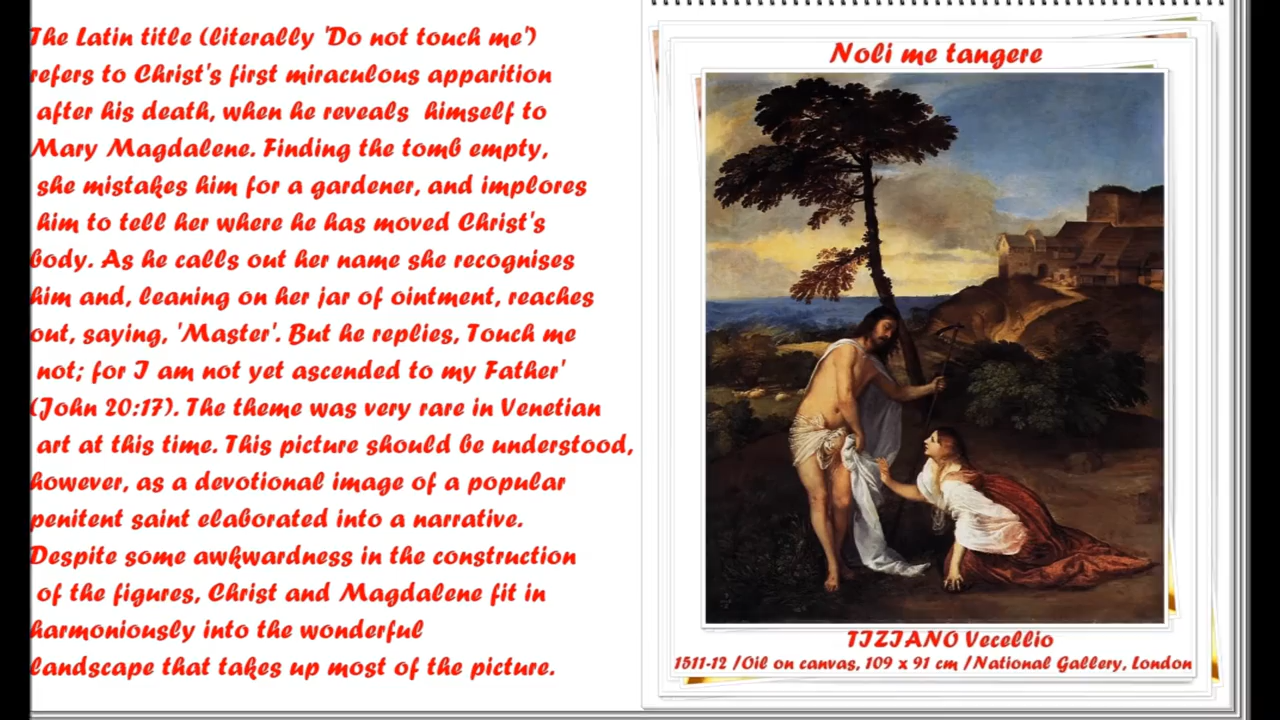 The Latin title (literally 'Do not touch me')
refers to Christ's first miraculous apparition
after his death, when he reveals himself to
Mary Magdalene. Finding the tomb empty,
she mistakes him for a gardener, and implores
him to tell her where he has moved Christ's
body. As he calls out her name she recognises
him and, leaning on her jar of ointment, reaches
out, saying, 'Master'. But he replies, Touch me
not; for I am not yet ascended to my Father'
(John 20:17). The theme was very rare in Venetian
art at this time. This picture should be understood,
however, as a devotional image of a popular
penitent saint elaborated into a narrative.
Despite some awkwardness in the construction
of the figures, Christ and Magdalene fit in
harmoniously into the wonderful
landscape that takes up most of the picture.
Noli me tangere
TIZIANO Vecellio
1511-12 /Oil on canvas, 109 x 91 cm /National Gallery, London